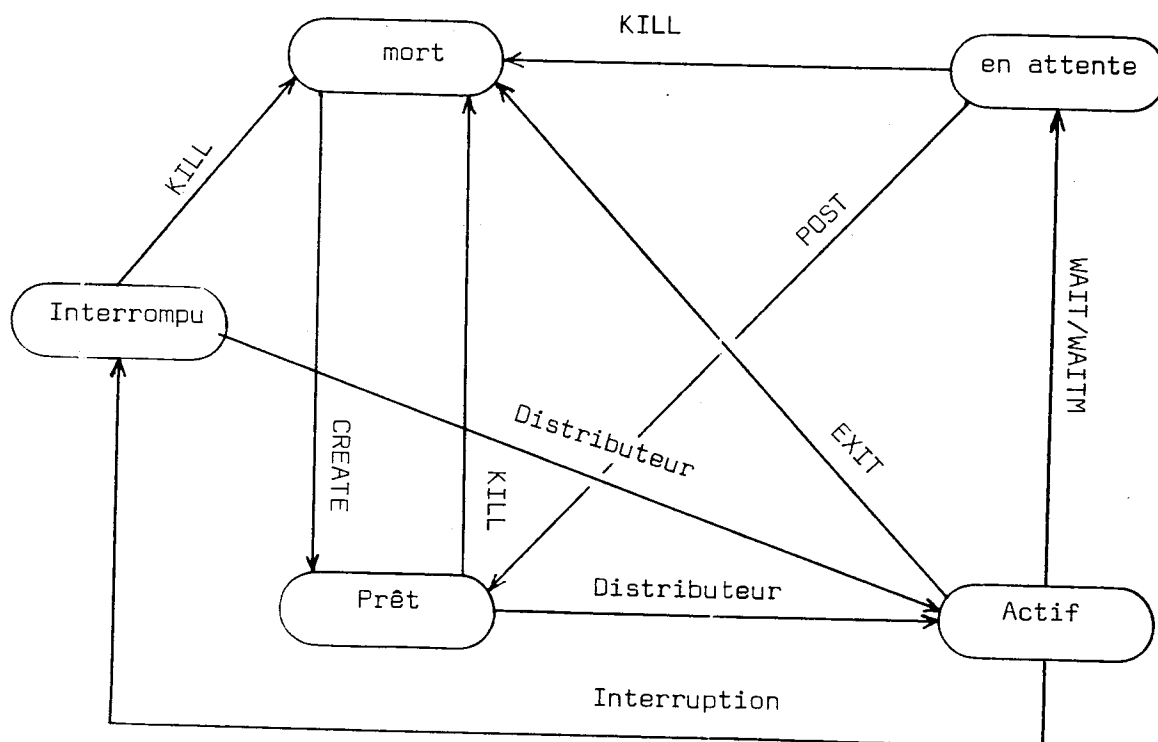 KILL
mort
en attente
KILL
POST
Interrompu
WAIT/WAITM
Distributeur
CREATE
EXIT
KILL
Prêt
Distributeur
Actif
Interruption